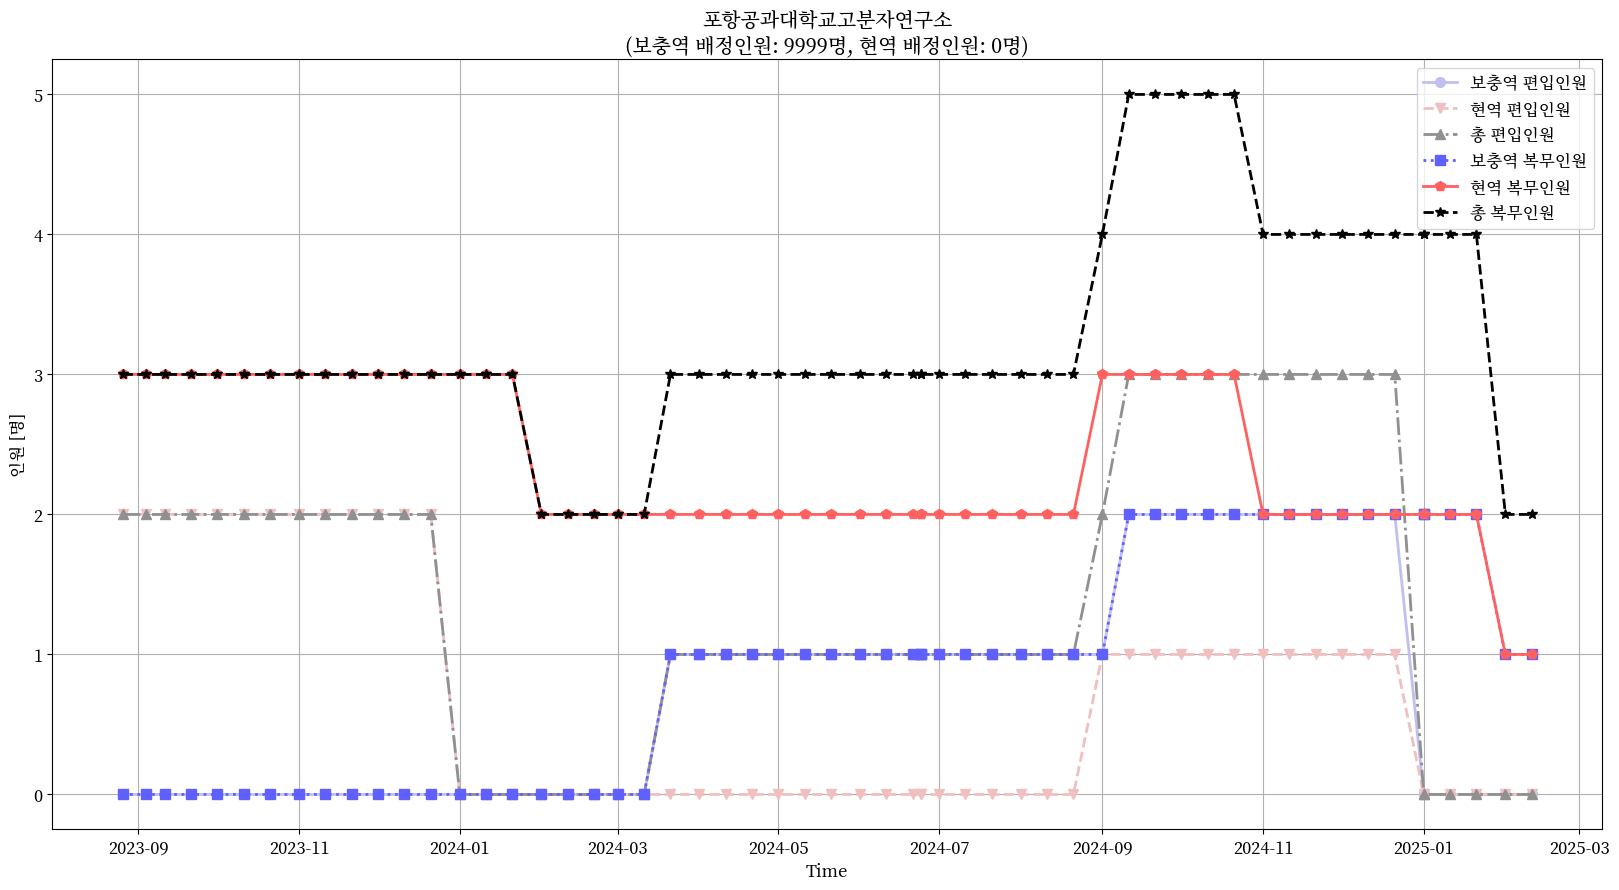 포항공과대학교고분자연구소
(보충역 배정인원: 9999명, 현역 배정인원: 0명)
보충역 편입인원
현역 편입인원
총 편입인원
보충역 복무인원
현역 복무인원
총 복무인원
인원 [명]
5
4
3
2
1
0
2023-09
2023-11
2024-01
2024-03
2024-05
2024-07
2024-09
2024-11
2025-01
2025-03
Time